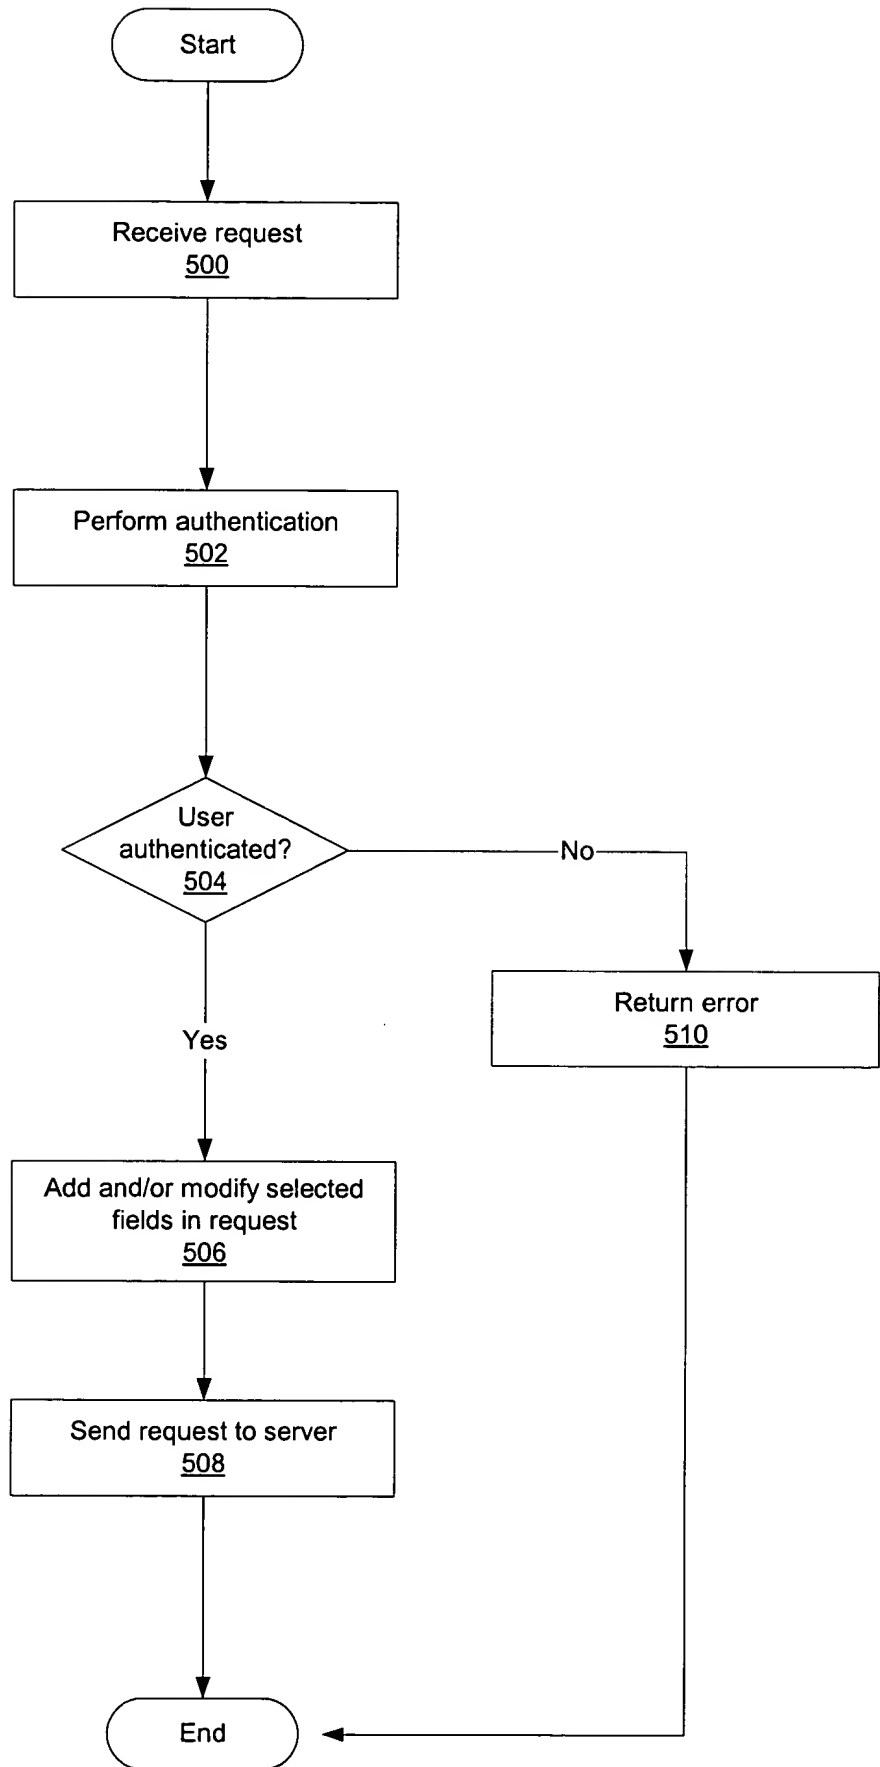 Start
Receive request
500
Perform authentication
502
User
authenticated?
504
No
Return error
510
Yes
Add and/or modify selected
fields in request
506
Send request to server
508
End